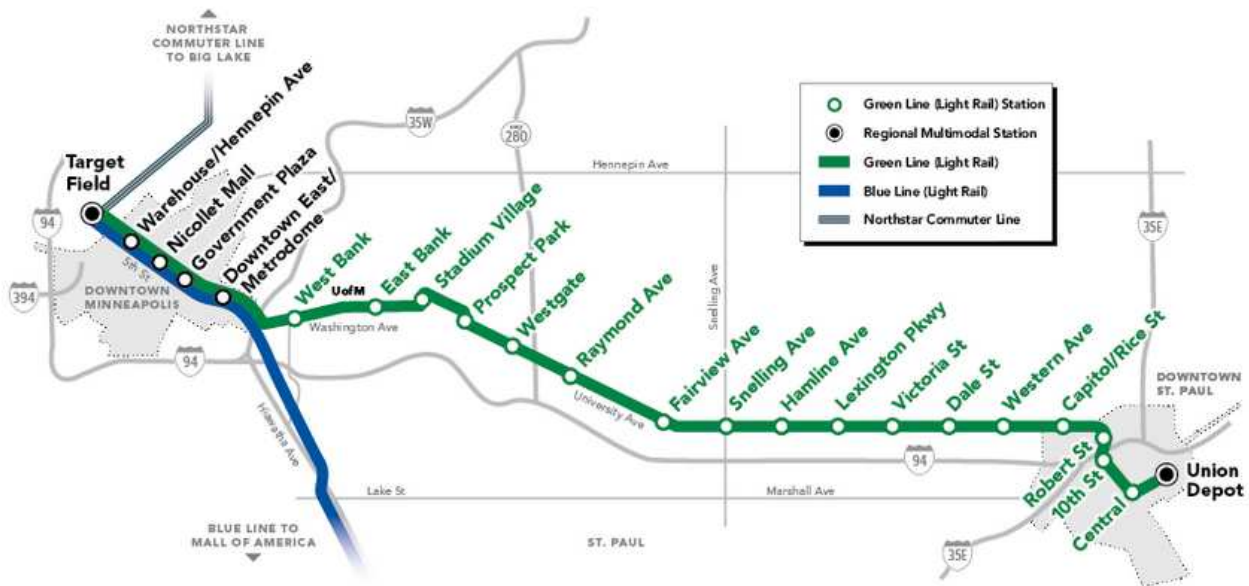 NORTHSTAR
COMMUTER LINE
TO BIG LAKE
Target
Field
Warehouse/Hennepin Ave
Nicollet Mall
Government Plaza
Downtown East/
Metrodome
94
394
5th St
DOWNTOWN
MINNEAPOLIS
94
35W
280
Hennepin Ave
Green Line (Light Rail) Station
Regional Multimodal Station
Green Line (Light Rail)
Blue Line (Light Rail)
Northstar Commuter Line
35E
West Bank
UofM
East Bank
Stadium Village
Prospect Park
Westgate
Raymond Ave
Washington Ave
University Ave
Snelling Ave
Fairview Ave
Snelling Ave
Hamline Ave
Lexington Pkwy
Victoria St
Dale St
Western Ave
Capitol/Rice St
DOWNTOWN
ST. PAUL
Hiawatha Ave
94
Robert St
10th St
Central
Union
Depot
Lake St
Marshall Ave
BLUE LINE TO
MALL OF AMERICA
ST. PAUL
35E